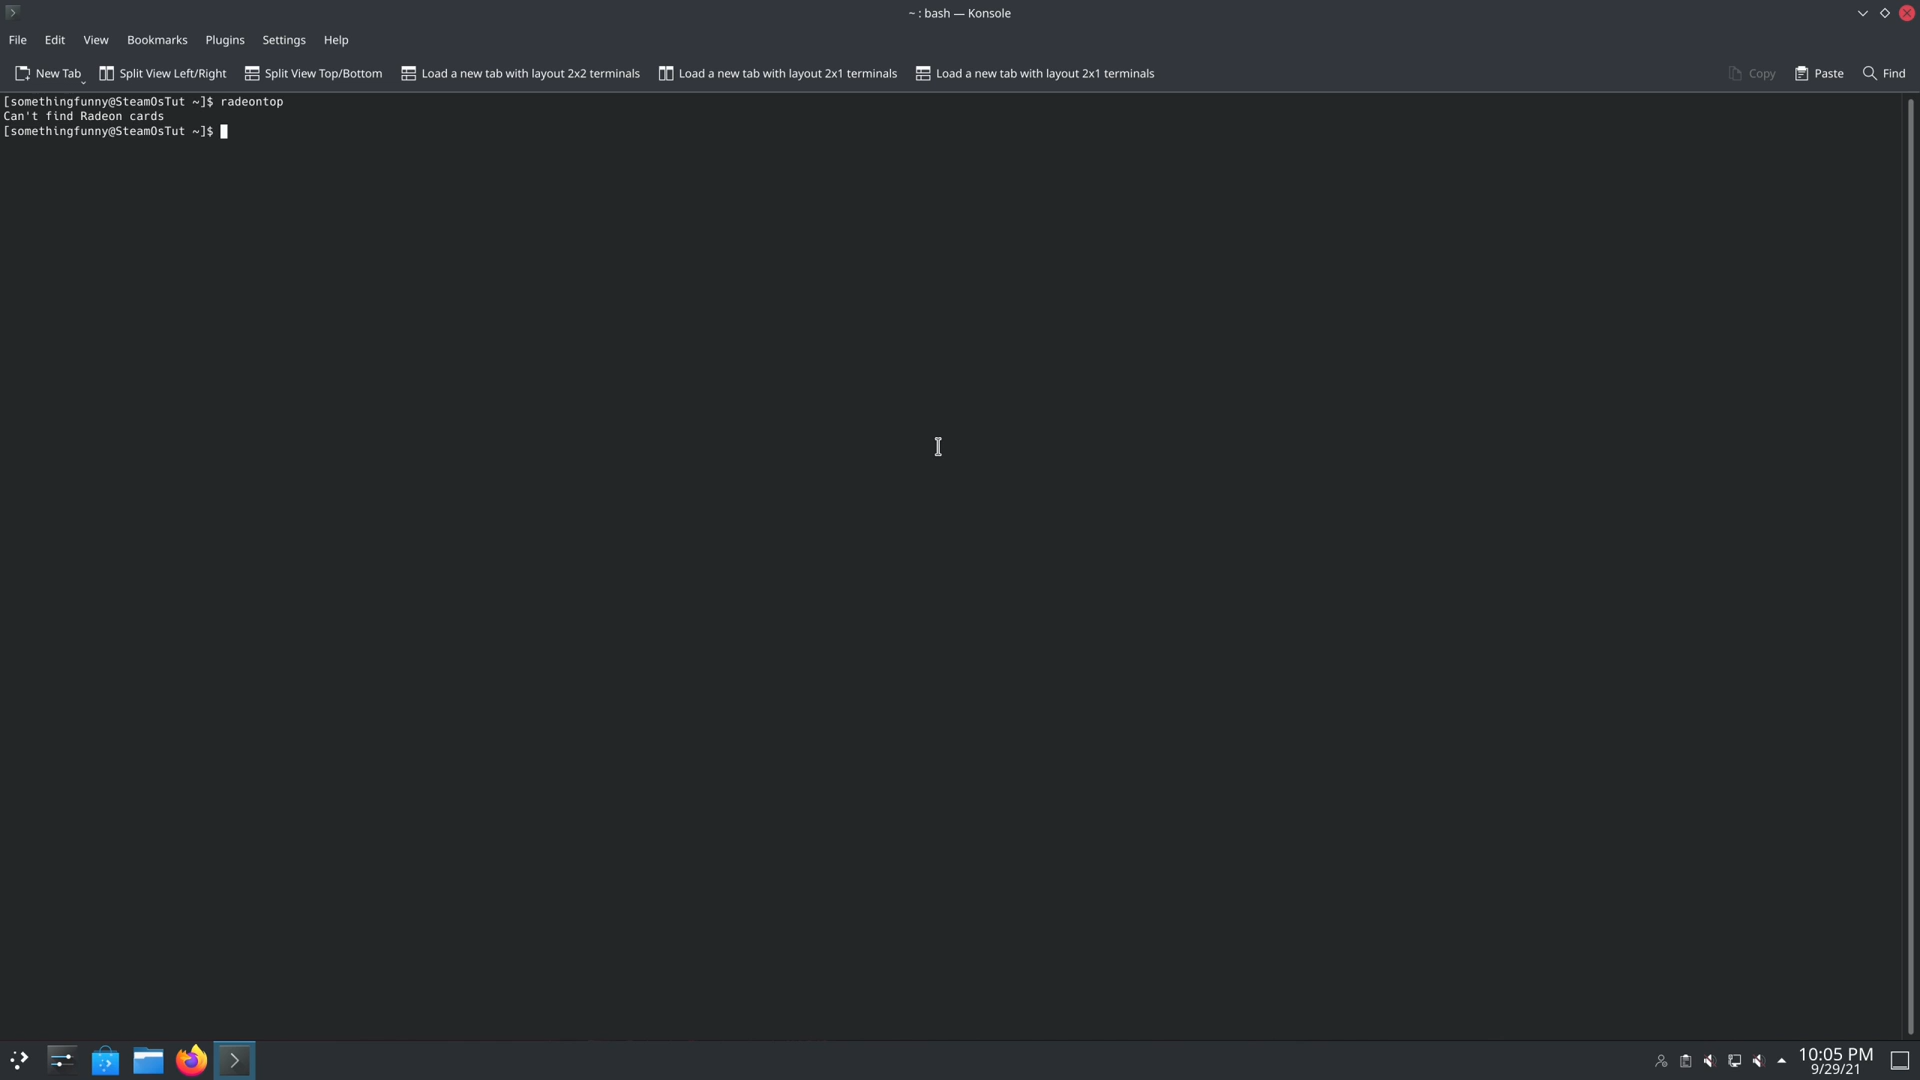 ~ : bash — Konsole
File Edit View Bookmarks Plugins Settings Help
New Tab Split View Left/Right Split View Top/Bottom Load a new tab with layout 2x2 terminals Load a new tab with layout 2x1 terminals Load a new tab with layout 2x1 terminals Copy Paste Find
[somethingfunny@SteamOsTut ~]$ radeontop
Can't find Radeon cards
[somethingfunny@SteamOsTut ~]$
10:05 PM
9/29/21